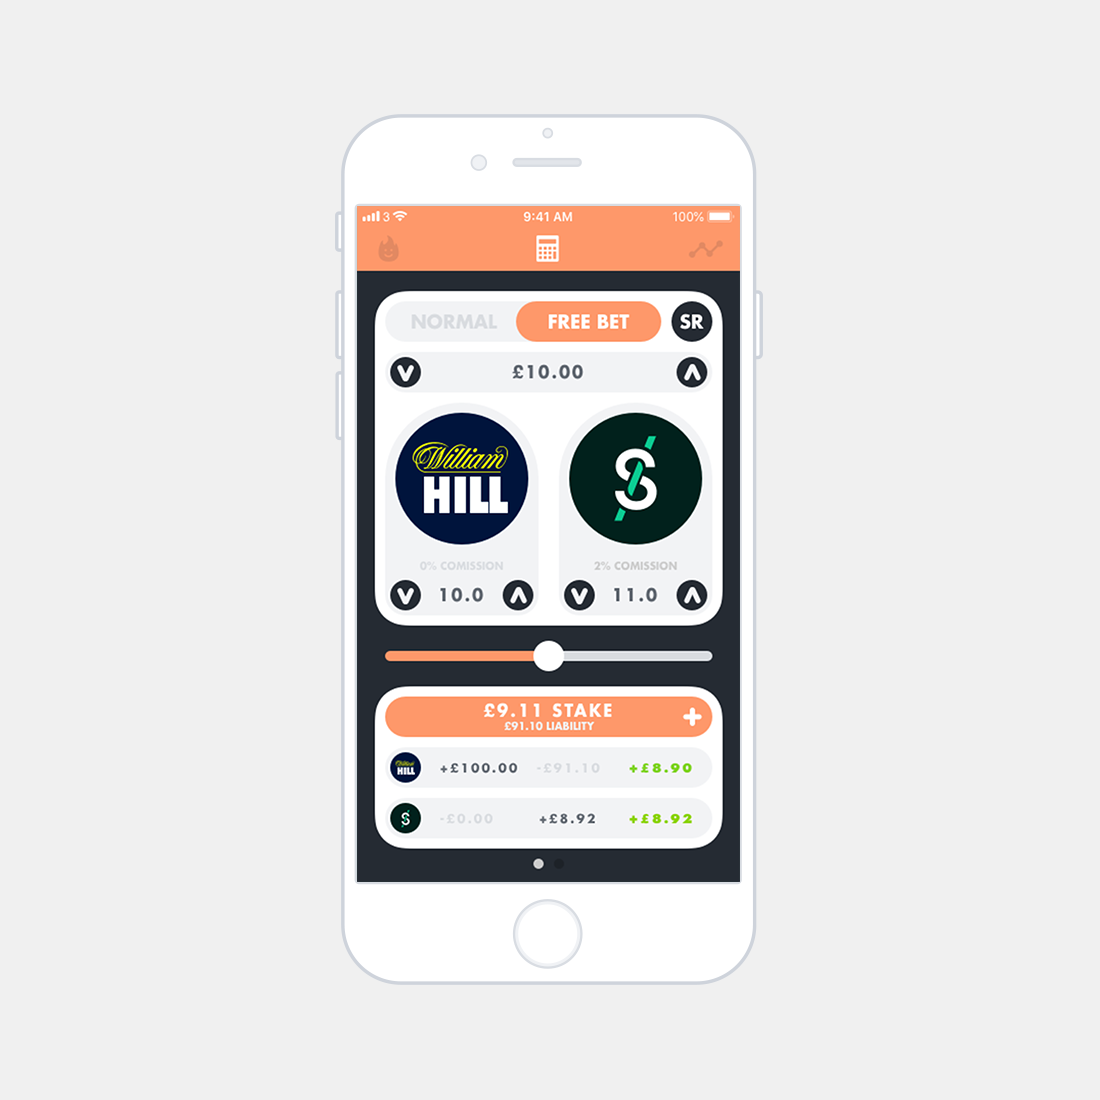 3 9:41 AM 100%
NORMAL FREE BET SR
£10.00
William
HILL
S
0% COMISSION 2% COMISSION
10.0 11.0
£9.11 STAKE
£91.10 LIABILITY
William
HILL +£100.00 -£91.10 +£8.90
S -£0.00 +£8.92 +£8.92